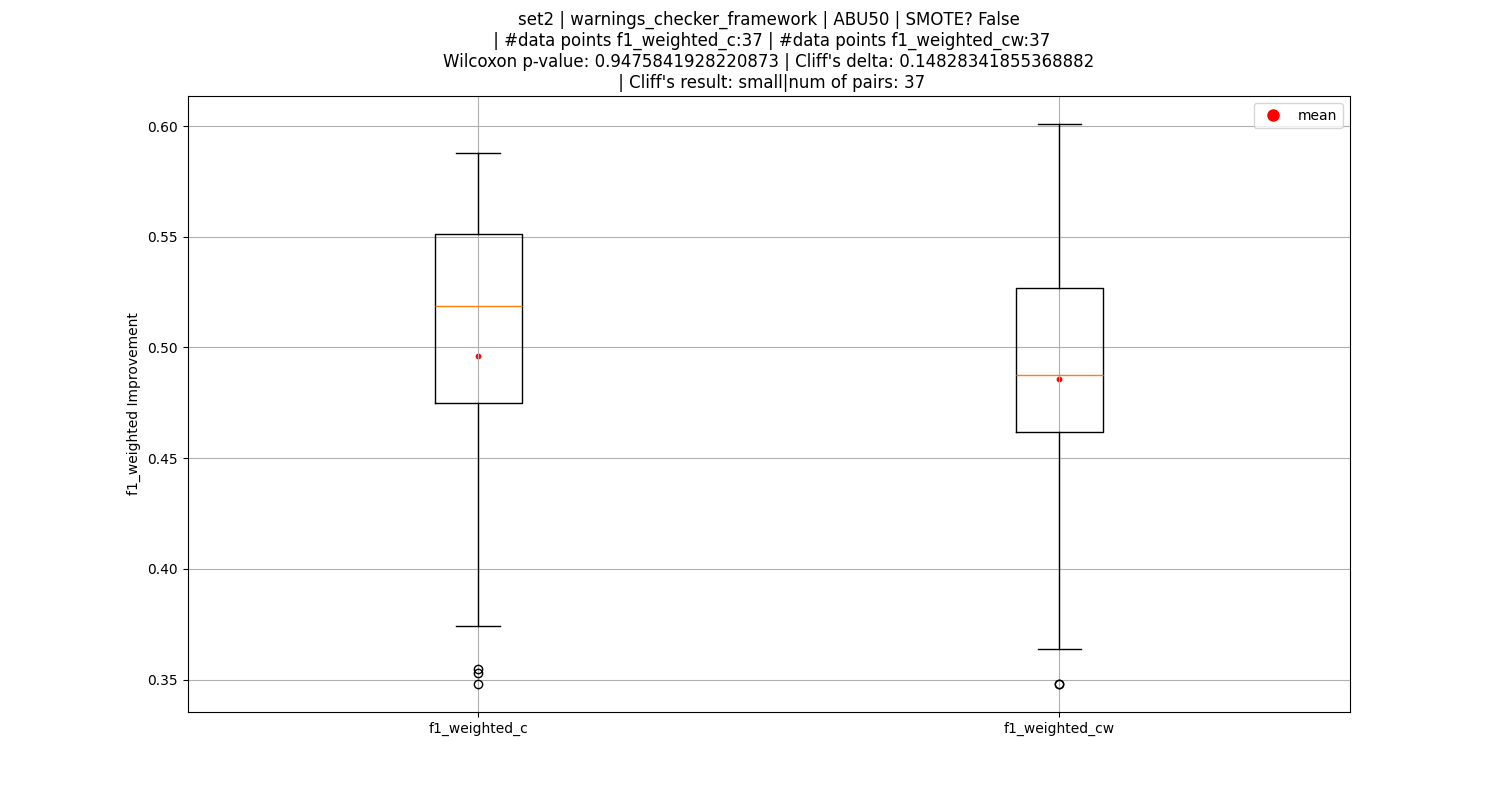 set2 | warnings_checker_framework | ABU50 | SMOTE? False
| #data points f1_weighted_c:37 | #data points f1_weighted_cw:37
Wilcoxon p-value: 0.9475841928220873 | Cliff's delta: 0.14828341855368882
| Cliff's result: small|num of pairs: 37
mean
0.60
0.55
0.50
0.45
0.40
0.35
f1_weighted Improvement
f1_weighted_c
f1_weighted_cw